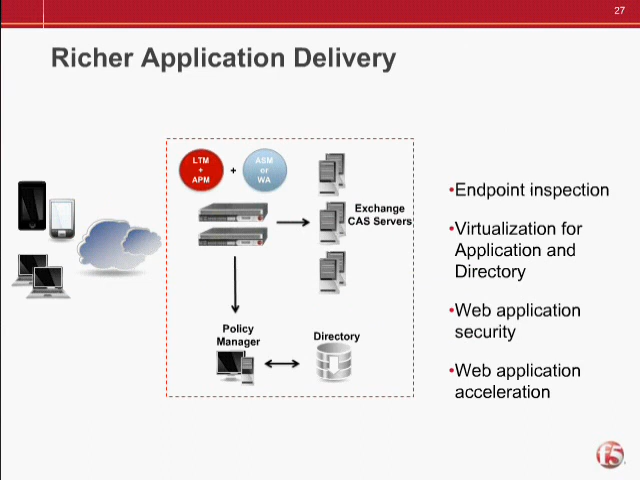 27
Richer Application Delivery
LTM
+
APM
+
ASM
or
WA
Exchange
CAS Servers
Policy
Manager
Directory
•Endpoint inspection
•Virtualization for
Application and
Directory
•Web application
security
•Web application
acceleration
f5